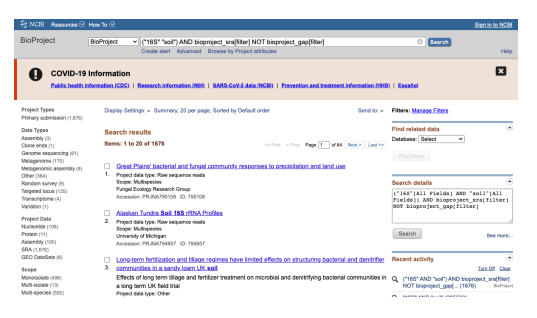 NCBI Resources How To Sign in to NCBI
BioProject BioProject ("16S" "soil") AND bioproject_sra[filter] NOT bioproject_gap[filter] Search
Create alert Advanced Browse by Project attributes Help
COVID-19 Information
Public health information (CDC) | Research information (NIH) | SARS-CoV-2 data (NCBI) | Prevention and treatment information (HHS) | Español
Project Types
Primary submission (1,676)
Data Types
Assembly (3)
Clone ends (1)
Genome sequencing (61)
Metagenome (170)
Metagenomic assembly (9)
Other (364)
Random survey (9)
Targeted locus (125)
Transcriptome (4)
Variation (1)
Project Data
Nucleotide (109)
Protein (11)
Assembly (100)
SRA (1,676)
GEO DataSets (6)
Scope
Monoisolate (496)
Multi-isolate (13)
Multi-species (592)
Display Settings: Summary, 20 per page, Sorted by Default order Send to:
Search results
Items: 1 to 20 of 1676
<< First < Prev Page 1 of 84 Next > Last >>
Great Plains' bacterial and fungal community responses to precipitation and land use
1. Project data type: Raw sequence reads
Scope: Multispecies
Fungal Ecology Research Group
Accession: PRJNA795108 ID: 795108
Alaskan Tundra Soil 16S rRNA Profiles
2. Project data type: Raw sequence reads
Scope: Multispecies
University of Michigan
Accession: PRJNA794857 ID: 794857
Long-term fertilization and tillage regimes have limited effects on structuring bacterial and denitrifier
3. communities in a sandy loam UK soil
Effects of long term tillage and fertilizer treatment on microbial and denitrifying bacterial communities in
a long term UK field trial
Project data type: Other
Filters: Manage Filters
Find related data
Database: Select
Find items
Search details
("16S"[All Fields] AND "soil"[All
Fields]) AND bioproject_sra[filter]
NOT bioproject_gap[filter]
Search See more...
Recent activity
Turn Off Clear
("16S" AND "soil") AND bioproject_sra[filter]
NOT bioproject_gap[... (1676) BioProject